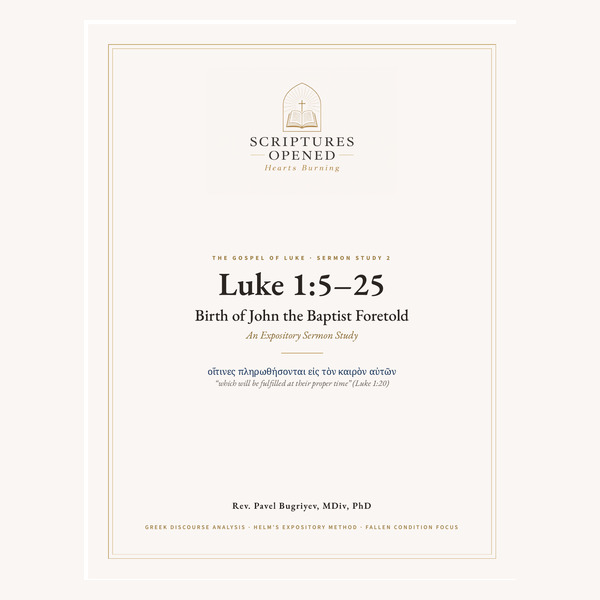 SCRIPTURES
OPENED
Hearts Burning
THE GOSPEL OF LUKE · SERMON STUDY 2
Luke 1:5–25
Birth of John the Baptist Foretold
An Expository Sermon Study
οἵτινες πληρωθήσονται εἰς τὸν καιρὸν αὐτῶν
“which will be fulfilled at their proper time” (Luke 1:20)
Rev. Pavel Bugriyev, MDiv, PhD
GREEK DISCOURSE ANALYSIS · HELM'S EXPOSITORY METHOD · FALLEN CONDITION FOCUS